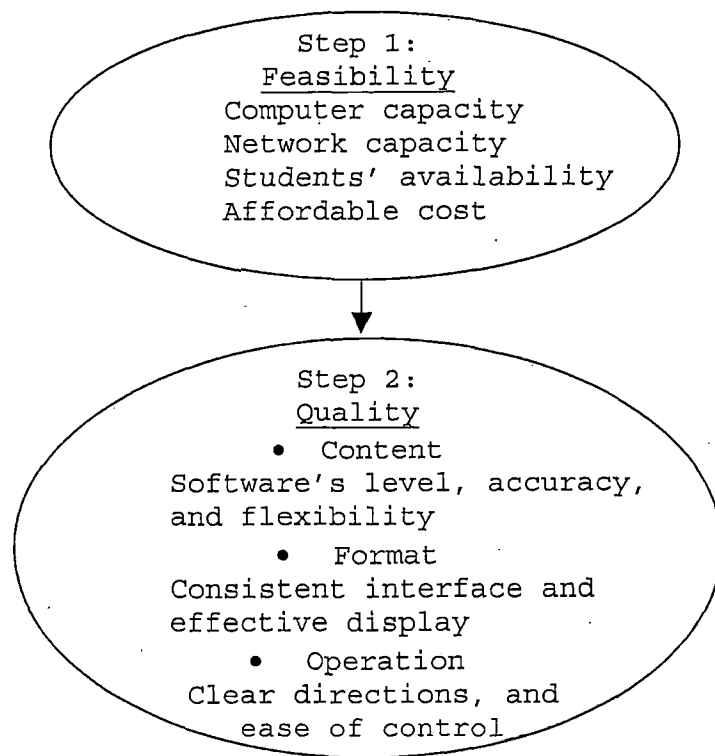 Step 1:
Feasibility
Computer capacity
Network capacity
Students' availability
Affordable cost
Step 2:
Quality
• Content
Software's level, accuracy,
and flexibility
• Format
Consistent interface and
effective display
• Operation
Clear directions, and
ease of control